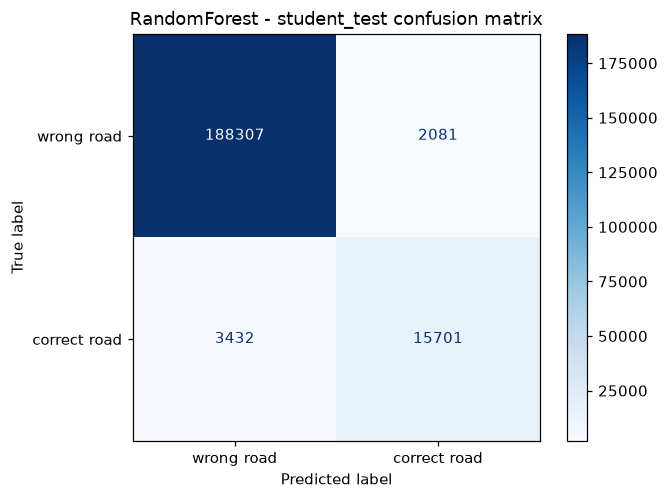 RandomForest - student_test confusion matrix
175000
150000
125000
100000
75000
50000
25000
True label
wrong road
188307
2081
correct road
3432
15701
wrong road
correct road
Predicted label